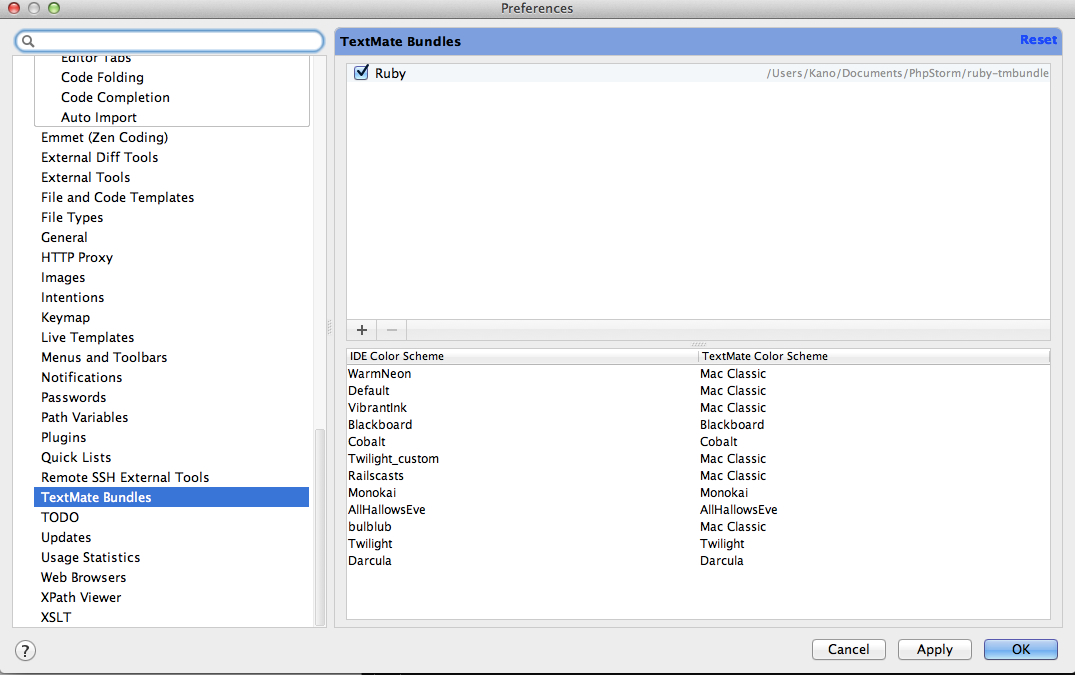 Preferences
Editor Tabs
Code Folding
Code Completion
Auto Import
Emmet (Zen Coding)
External Diff Tools
External Tools
File and Code Templates
File Types
General
HTTP Proxy
Images
Intentions
Keymap
Live Templates
Menus and Toolbars
Notifications
Passwords
Path Variables
Plugins
Quick Lists
Remote SSH External Tools
TextMate Bundles
TODO
Updates
Usage Statistics
Web Browsers
XPath Viewer
XSLT
TextMate Bundles Reset
Ruby /Users/Kano/Documents/PhpStorm/ruby-tmbundle
+ −
IDE Color Scheme TextMate Color Scheme
WarmNeon Mac Classic
Default Mac Classic
VibrantInk Mac Classic
Blackboard Blackboard
Cobalt Cobalt
Twilight_custom Mac Classic
Railscasts Mac Classic
Monokai Monokai
AllHallowsEve AllHallowsEve
bulblub Mac Classic
Twilight Twilight
Darcula Darcula
? Cancel Apply OK